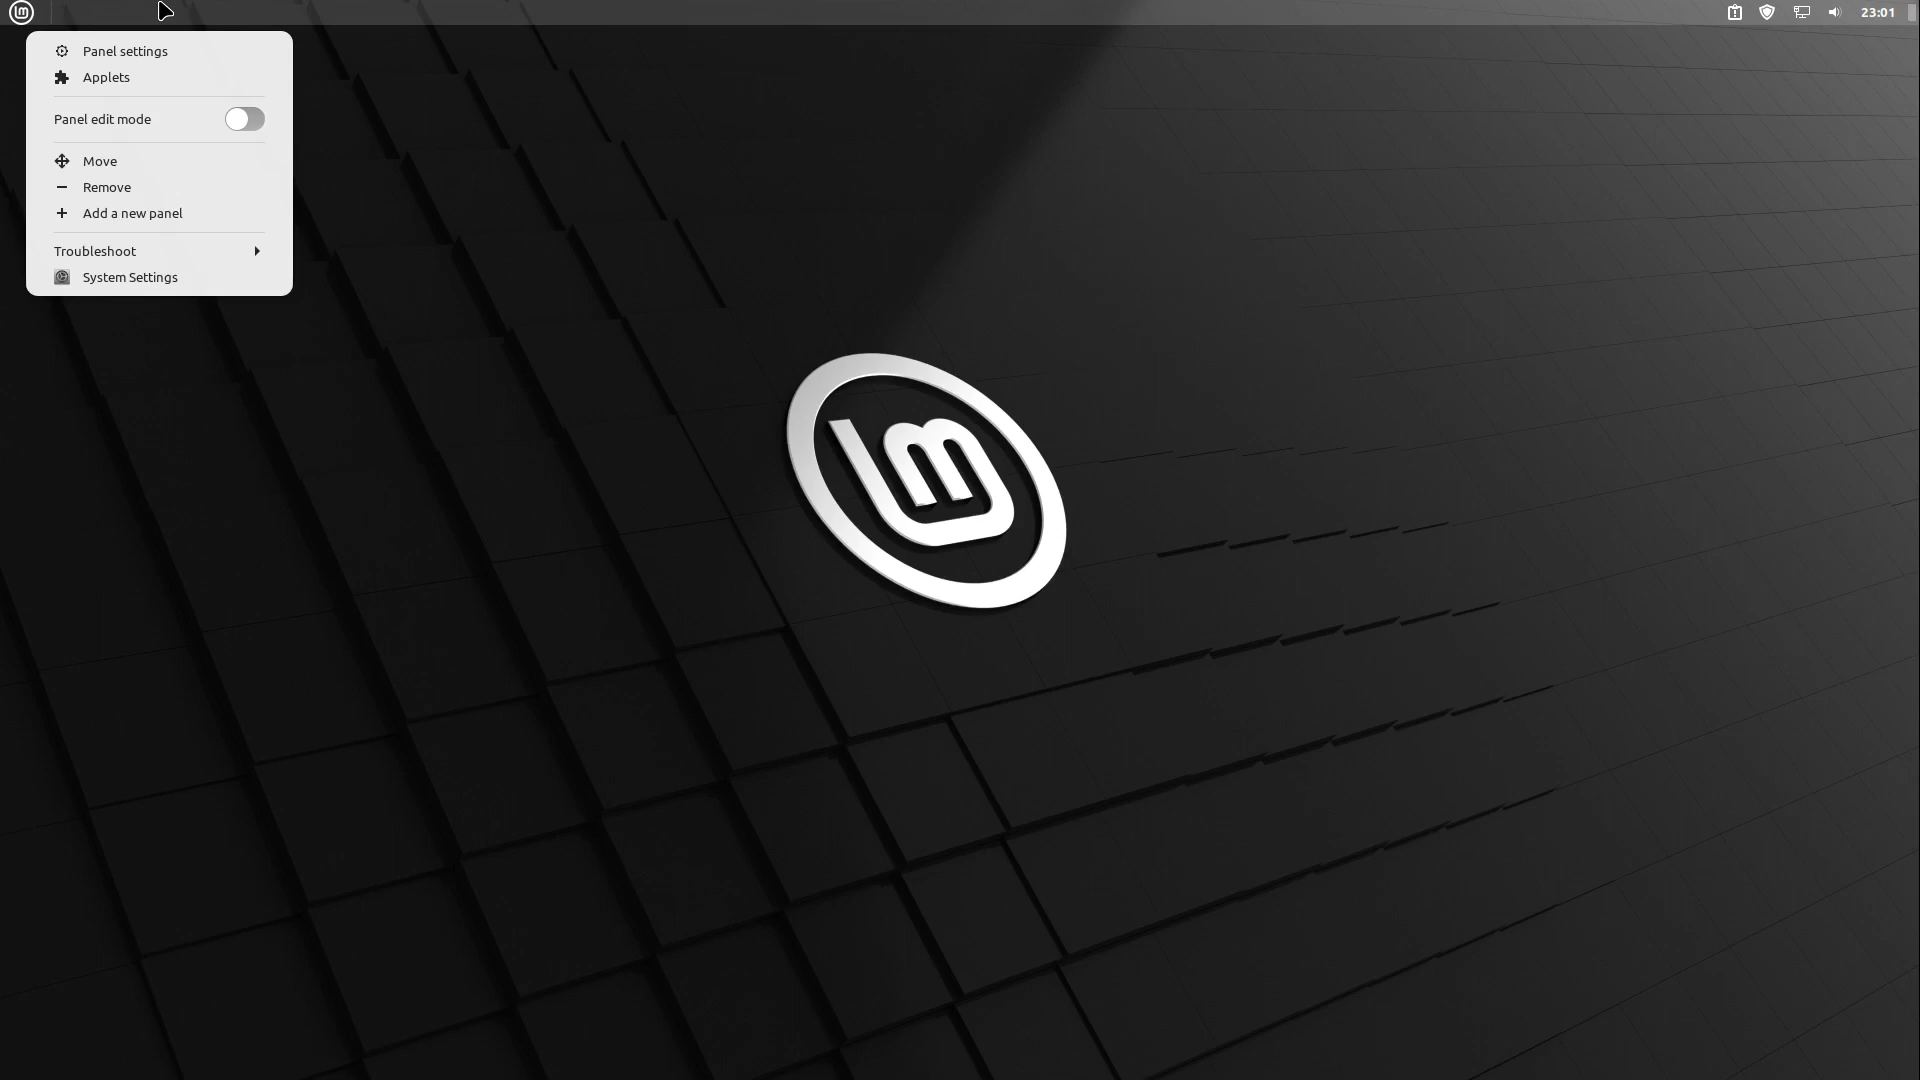 23:01
Panel settings
Applets
Panel edit mode
Move
Remove
Add a new panel
Troubleshoot
System Settings